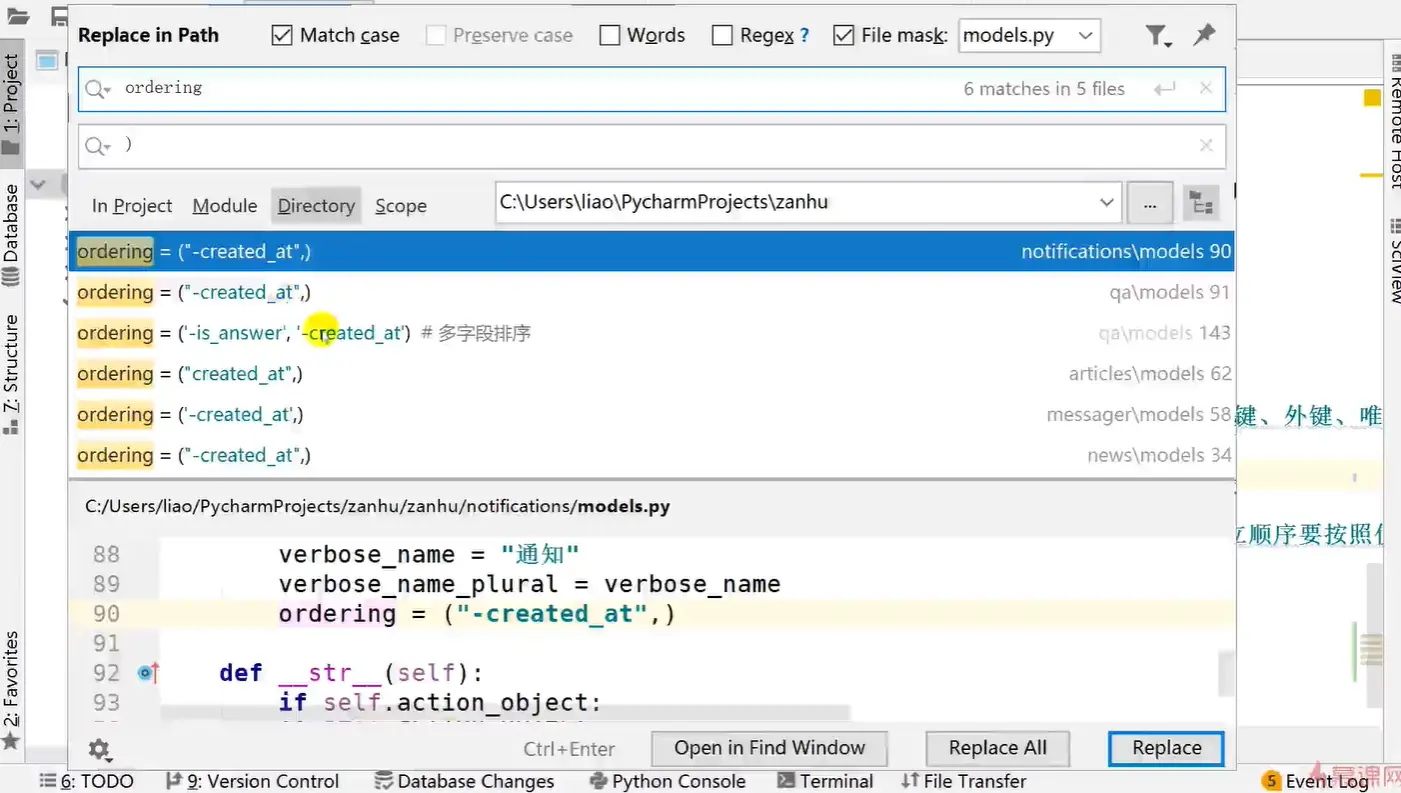 Replace in Path Match case Preserve case Words Regex ? File mask: models.py
ordering 6 matches in 5 files
)
In Project Module Directory Scope C:\Users\liao\PycharmProjects\zanhu ...
ordering = ("-created_at",) notifications\models 90
ordering = ("-created_at",) qa\models 91
ordering = ('-is_answer', '-created_at') # 多字段排序 qa\models 143
ordering = ("created_at",) articles\models 62
ordering = ('-created_at',) messager\models 58
ordering = ("-created_at",) news\models 34
C:/Users/liao/PycharmProjects/zanhu/zanhu/notifications/models.py
88 verbose_name = "通知"
89 verbose_name_plural = verbose_name
90 ordering = ("-created_at",)
91
92 def __str__(self):
93 if self.action_object:
Ctrl+Enter Open in Find Window Replace All Replace
6: TODO 9: Version Control Database Changes Python Console Terminal File Transfer 5 Event Log
1: Project
Database
7: Structure
2: Favorites
Remote Host
SciView
键、外键、唯
顺序要按照